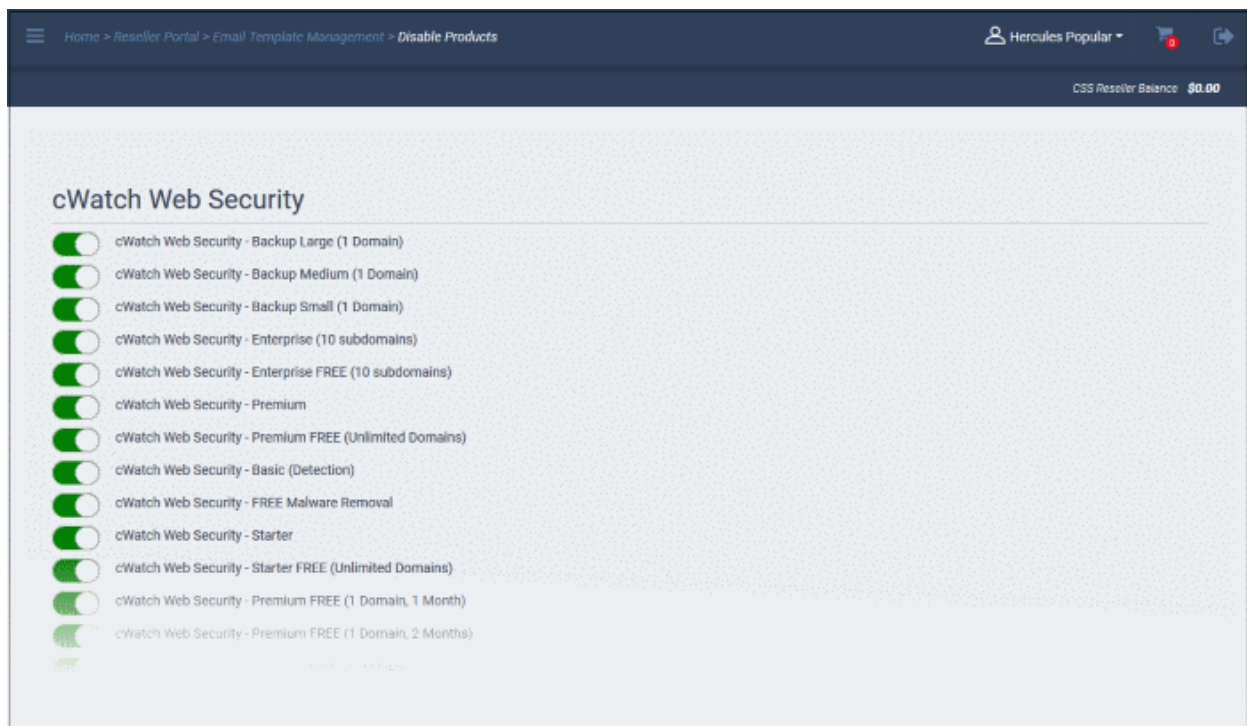 Home > Reseller Portal > Email Template Management > Disable Products
Hercules Popular
0
CSS Reseller Balance $0.00
cWatch Web Security
cWatch Web Security - Backup Large (1 Domain)
cWatch Web Security - Backup Medium (1 Domain)
cWatch Web Security - Backup Small (1 Domain)
cWatch Web Security - Enterprise (10 subdomains)
cWatch Web Security - Enterprise FREE (10 subdomains)
cWatch Web Security - Premium
cWatch Web Security - Premium FREE (Unlimited Domains)
cWatch Web Security - Basic (Detection)
cWatch Web Security - FREE Malware Removal
cWatch Web Security - Starter
cWatch Web Security - Starter FREE (Unlimited Domains)
cWatch Web Security - Premium FREE (1 Domain, 1 Month)
cWatch Web Security - Premium FREE (1 Domain, 2 Months)